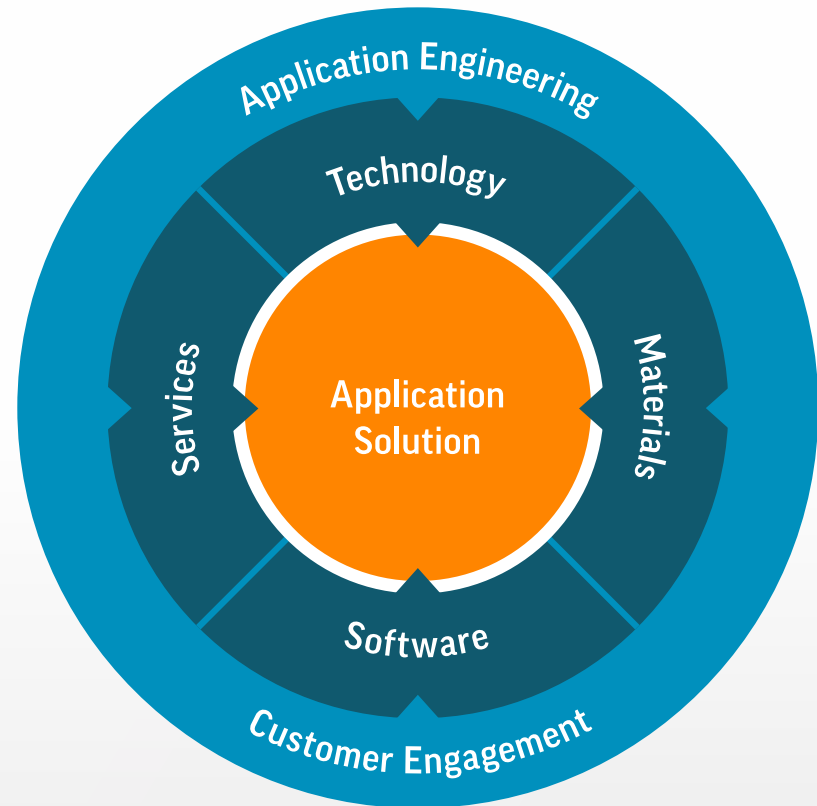 Application Engineering
Technology
Services
Materials
Application
Solution
Software
Customer Engagement